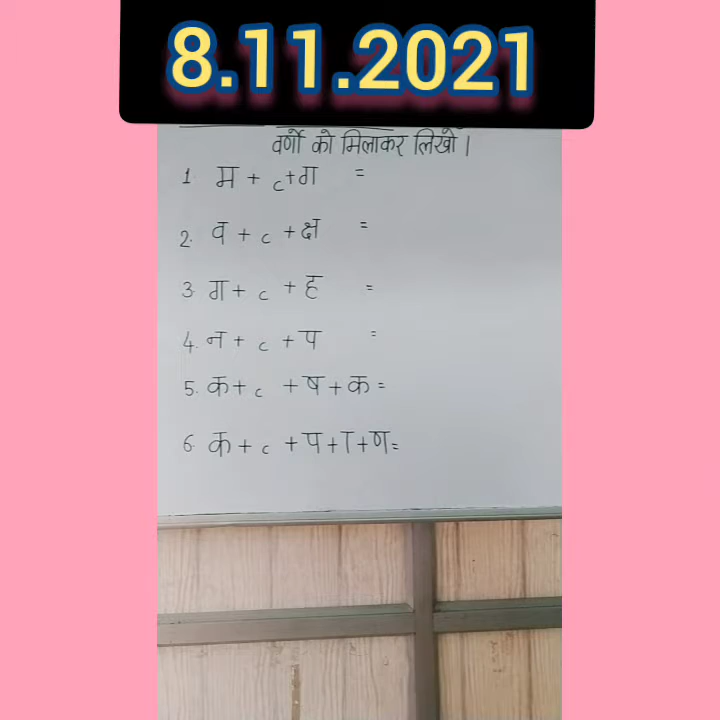 8.11.2021
वर्णो को मिलाकर लिखो ।
1. म + ृ + ग =
2. व + ृ + क्ष =
3. ग + ृ + ह =
4. न + ृ + प =
5. क + ृ + ष + क =
6. क + ृ + प + ा + ण =